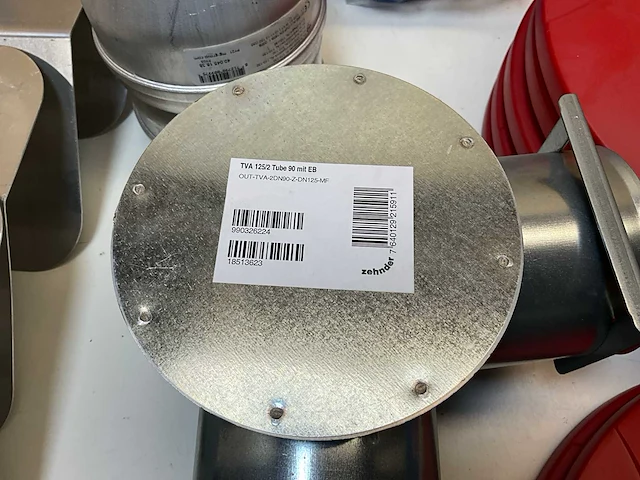 TVA 125/2 Tube 90 mit EB
OUT-TVA-2DN90-Z-DN125-MF
990326224
18513623
7640129215911
zehnder